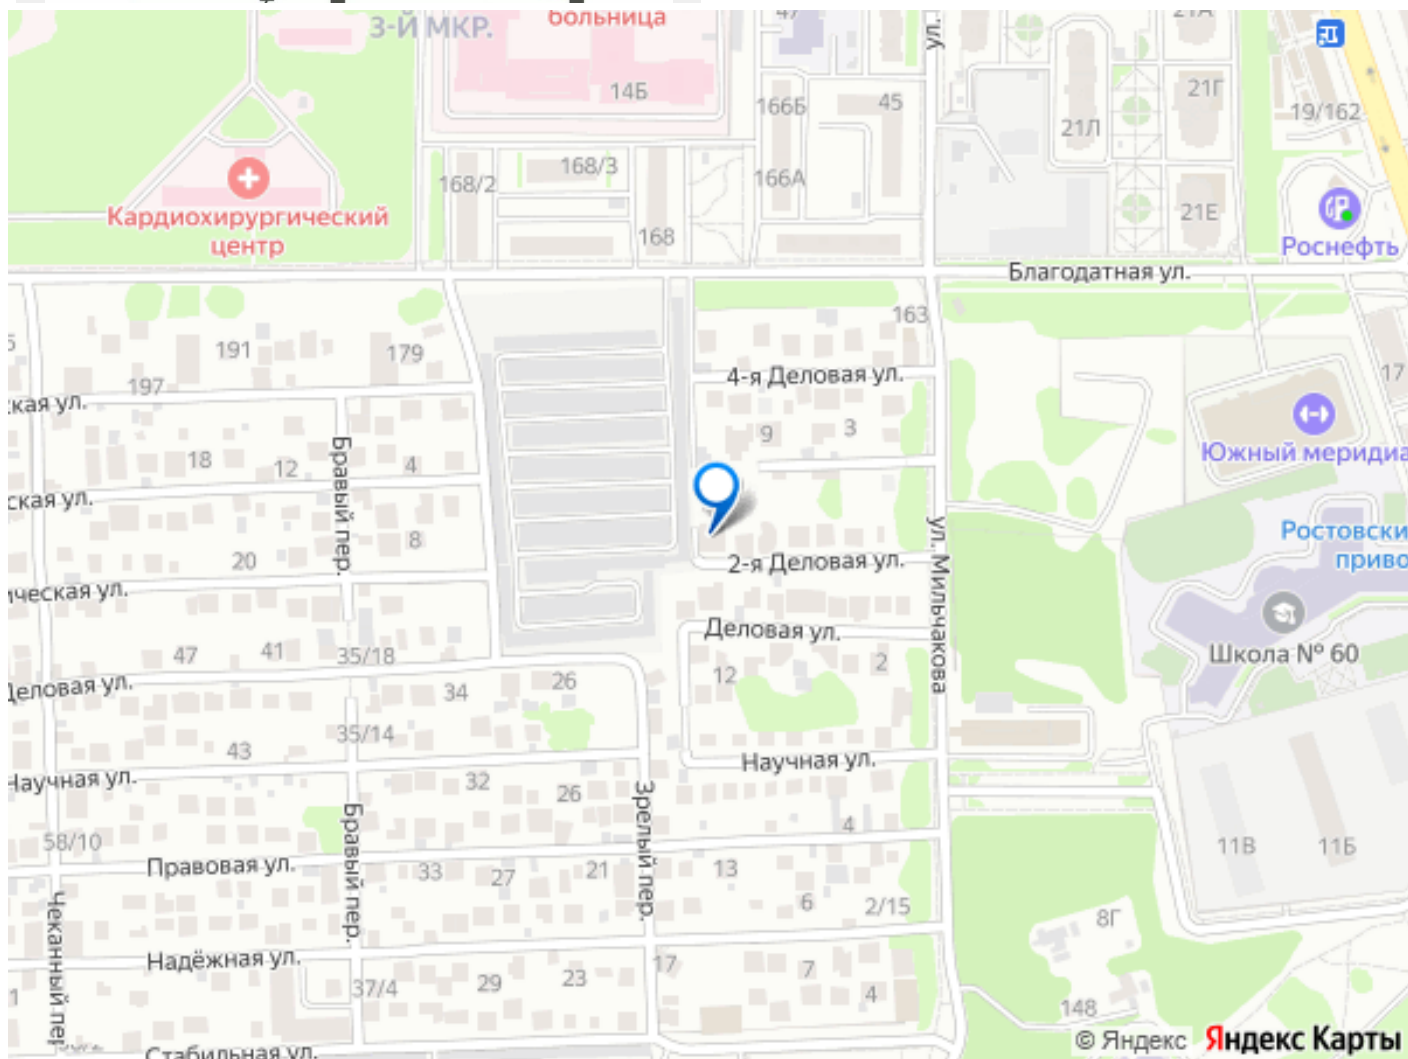 больница
3-Й МКР.
47
ул.
21А
14Б
166Б
45
21Л
21Г
19/162
168/2
168/3
166А
168
21Е
Кардиохирургический
центр
Роснефть
Благодатная ул.
163
191
179
197
4-я Деловая ул.
17
кая ул.
Бравый пер.
9
3
Южный меридиа
18
12
4
ская ул.
8
20
2-я Деловая ул.
ул. Мильчакова
Ростовски
приво
ическая ул.
Деловая ул.
Школа № 60
47
41
35/18
12
2
Деловая ул.
34
26
35/14
43
Научная ул.
Научная ул.
32
26
Зрелый пер.
Бравый пер.
58/10
4
11В
11Б
Правовая ул.
33
27
21
13
6
2/15
8Г
Чеканный пер
Надёжная ул.
37/4
29
23
17
7
4
148
Стабильная ул.
© Яндекс Яндекс Карты